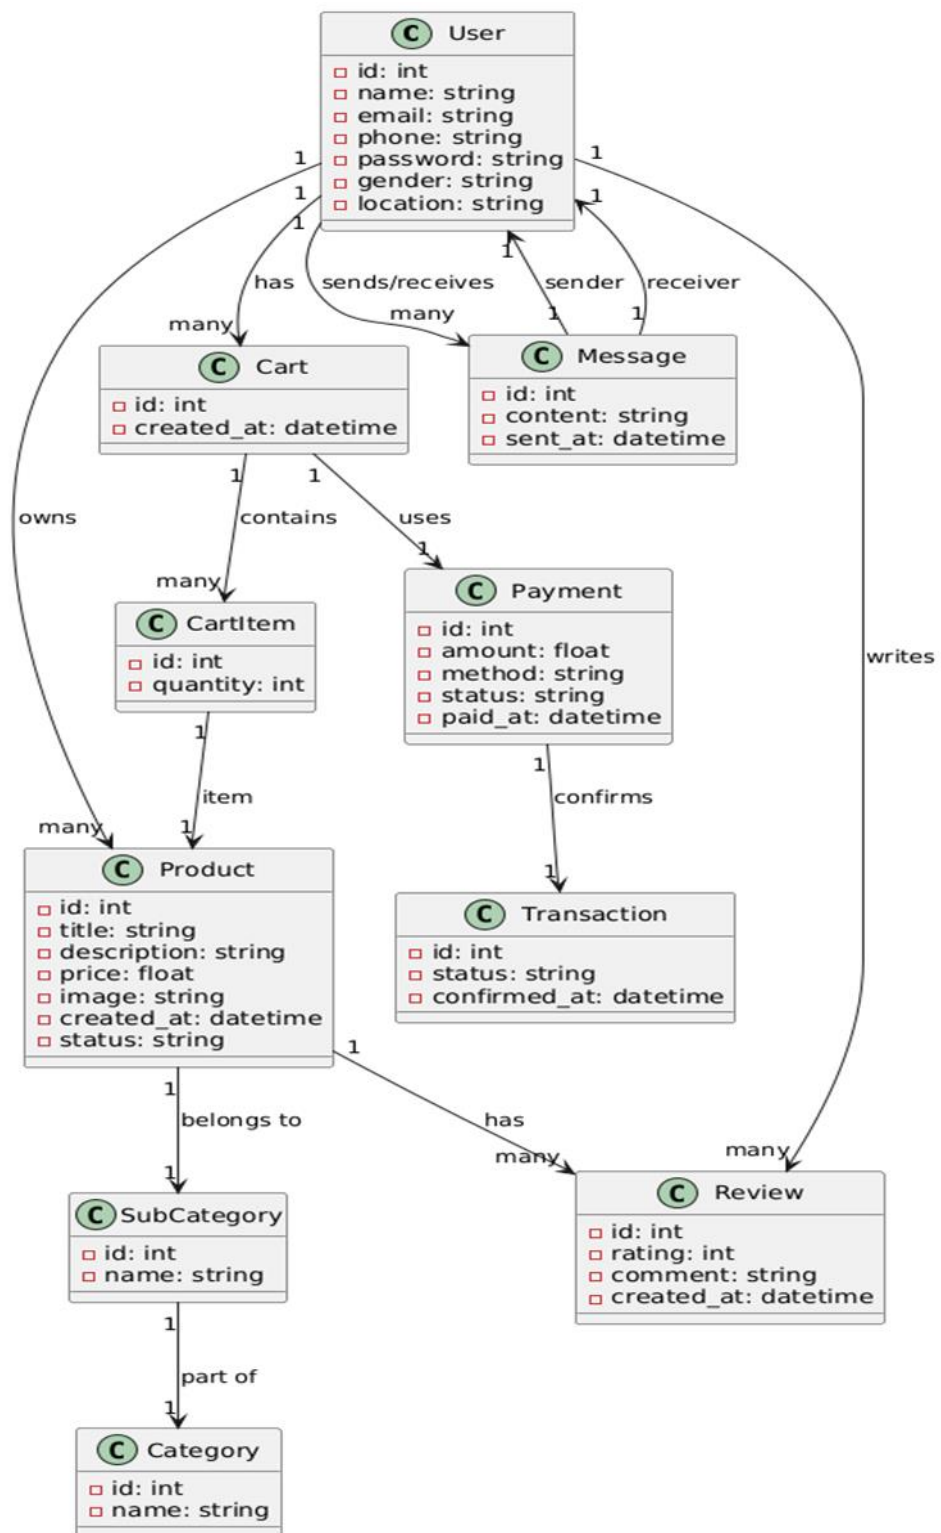 C User
id: int
name: string
email: string
phone: string
password: string
gender: string
location: string
1
1
1
1
1
1
has
sends/receives
sender
receiver
many
many
1
1
C Cart
id: int
created_at: datetime
C Message
id: int
content: string
sent_at: datetime
1
1
owns
contains
uses
many
1
C CartItem
id: int
quantity: int
C Payment
id: int
amount: float
method: string
status: string
paid_at: datetime
writes
1
item
many
1
1
confirms
1
C Product
id: int
title: string
description: string
price: float
image: string
created_at: datetime
status: string
C Transaction
id: int
status: string
confirmed_at: datetime
1
1
belongs to
has
1
many
many
C SubCategory
id: int
name: string
C Review
id: int
rating: int
comment: string
created_at: datetime
1
part of
1
C Category
id: int
name: string